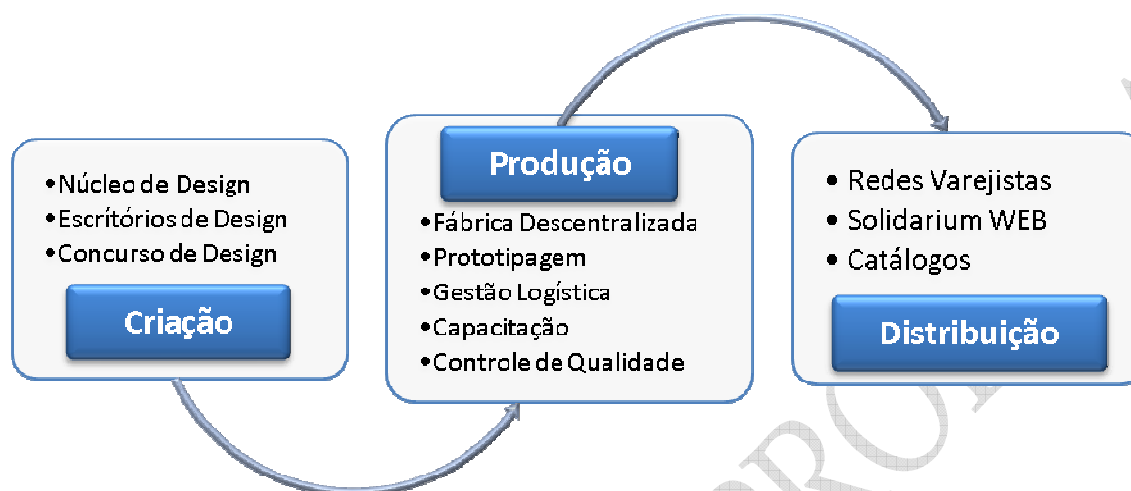 •Núcleo de Design
•Escritórios de Design
•Concurso de Design
Criação
Produção
•Fábrica Descentralizada
•Prototipagem
•Gestão Logística
•Capacitação
•Controle de Qualidade
• Redes Varejistas
• Solidarium WEB
• Catálogos
Distribuição